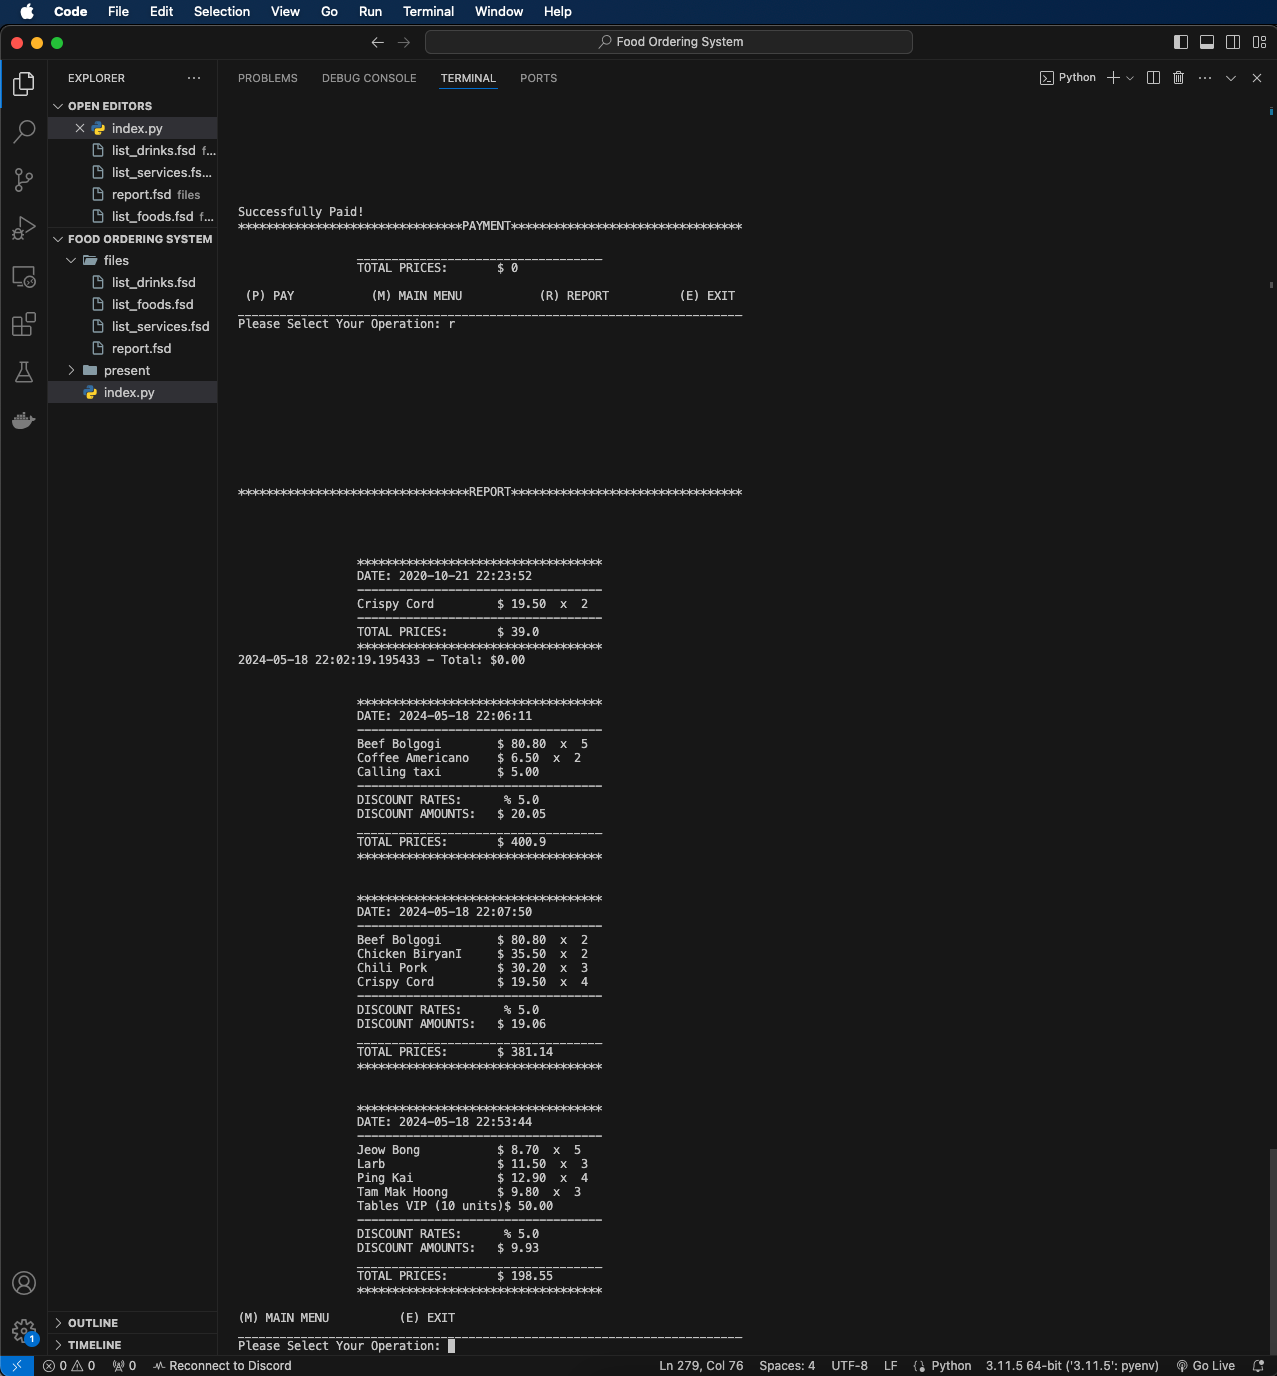 Code File Edit Selection View Go Run Terminal Window Help
Food Ordering System
EXPLORER
OPEN EDITORS
index.py
list_drinks.fsd f...
list_services.fs...
report.fsd files
list_foods.fsd f...
FOOD ORDERING SYSTEM
files
list_drinks.fsd
list_foods.fsd
list_services.fsd
report.fsd
present
index.py
OUTLINE
TIMELINE
PROBLEMS DEBUG CONSOLE TERMINAL PORTS
Python
Successfully Paid!
********************************PAYMENT*********************************
___________________________________
TOTAL PRICES: $ 0
(P) PAY (M) MAIN MENU (R) REPORT (E) EXIT
________________________________________________________________________
Please Select Your Operation: r
*********************************REPORT*********************************
***********************************
DATE: 2020-10-21 22:23:52
-----------------------------------
Crispy Cord $ 19.50 x 2
-----------------------------------
TOTAL PRICES: $ 39.0
***********************************
2024-05-18 22:02:19.195433 - Total: $0.00
***********************************
DATE: 2024-05-18 22:06:11
-----------------------------------
Beef Bolgogi $ 80.80 x 5
Coffee Americano $ 6.50 x 2
Calling taxi $ 5.00
-----------------------------------
DISCOUNT RATES: % 5.0
DISCOUNT AMOUNTS: $ 20.05
___________________________________
TOTAL PRICES: $ 400.9
***********************************
***********************************
DATE: 2024-05-18 22:07:50
-----------------------------------
Beef Bolgogi $ 80.80 x 2
Chicken BiryanI $ 35.50 x 2
Chili Pork $ 30.20 x 3
Crispy Cord $ 19.50 x 4
-----------------------------------
DISCOUNT RATES: % 5.0
DISCOUNT AMOUNTS: $ 19.06
___________________________________
TOTAL PRICES: $ 381.14
***********************************
***********************************
DATE: 2024-05-18 22:53:44
-----------------------------------
Jeow Bong $ 8.70 x 5
Larb $ 11.50 x 3
Ping Kai $ 12.90 x 4
Tam Mak Hoong $ 9.80 x 3
Tables VIP (10 units)$ 50.00
-----------------------------------
DISCOUNT RATES: % 5.0
DISCOUNT AMOUNTS: $ 9.93
___________________________________
TOTAL PRICES: $ 198.55
***********************************
(M) MAIN MENU (E) EXIT
________________________________________________________________________
Please Select Your Operation:
1
0 0 0 Reconnect to Discord Ln 279, Col 76 Spaces: 4 UTF-8 LF Python 3.11.5 64-bit ('3.11.5': pyenv) Go Live